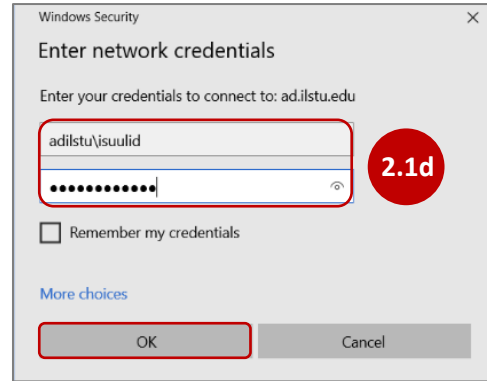 Windows Security
Enter network credentials
Enter your credentials to connect to: ad.ilstu.edu
adilstu\isuulid
●●●●●●●●●●●●
2.1d
Remember my credentials
More choices
OK Cancel